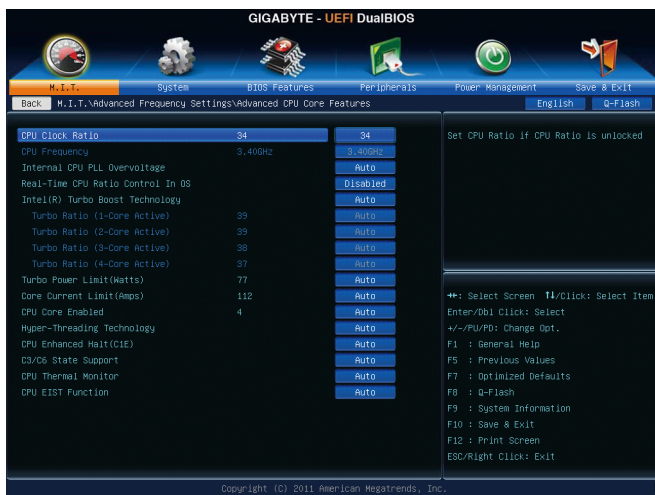 GIGABYTE - UEFI DualBIOS
M.I.T. System BIOS Features Peripherals Power Management Save & Exit
Back M.I.T.\Advanced Frequency Settings\Advanced CPU Core Features English Q-Flash
CPU Clock Ratio 34 34
CPU Frequency 3.40GHz 3.40GHz
Internal CPU PLL Overvoltage Auto
Real-Time CPU Ratio Control In OS Disabled
Intel(R) Turbo Boost Technology Auto
Turbo Ratio (1-Core Active) 39 Auto
Turbo Ratio (2-Core Active) 39 Auto
Turbo Ratio (3-Core Active) 38 Auto
Turbo Ratio (4-Core Active) 37 Auto
Turbo Power Limit(Watts) 77 Auto
Core Current Limit(Amps) 112 Auto
CPU Core Enabled 4 Auto
Hyper-Threading Technology Auto
CPU Enhanced Halt(C1E) Auto
C3/C6 State Support Auto
CPU Thermal Monitor Auto
CPU EIST Function Auto
Set CPU Ratio if CPU Ratio is unlocked
→←: Select Screen ↑↓/Click: Select Item
Enter/Dbl Click: Select
+/-/PU/PD: Change Opt.
F1 : General Help
F5 : Previous Values
F7 : Optimized Defaults
F8 : Q-Flash
F9 : System Information
F10 : Save & Exit
F12 : Print Screen
ESC/Right Click: Exit
Copyright (C) 2011 American Megatrends, Inc.